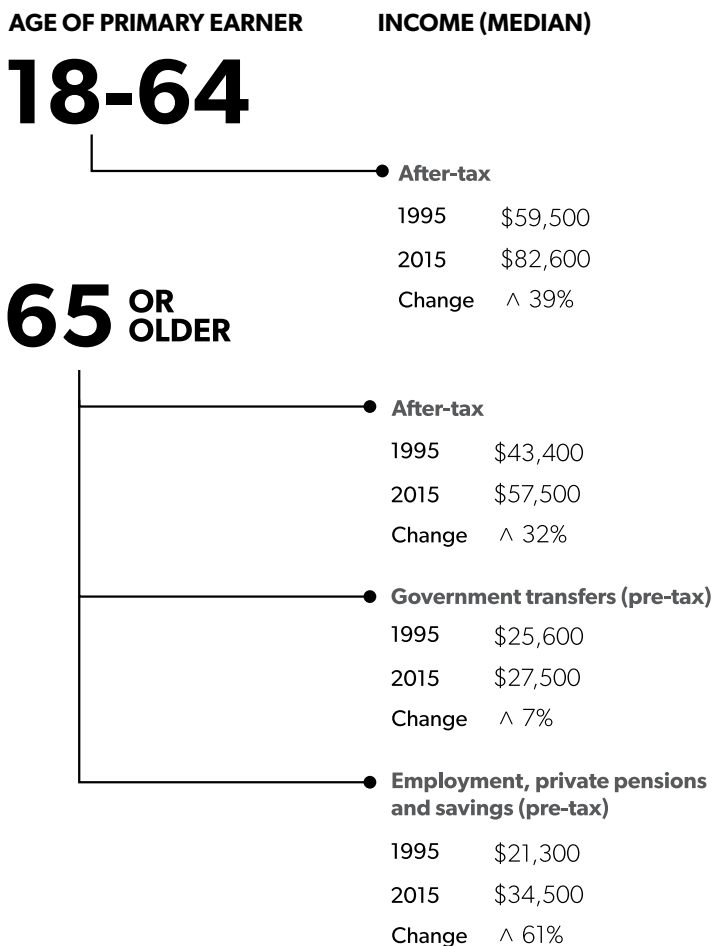 AGE OF PRIMARY EARNER INCOME (MEDIAN)
18-64
After-tax
1995 $59,500
2015 $82,600
Change ^ 39%
65 OR OLDER
After-tax
1995 $43,400
2015 $57,500
Change ^ 32%
Government transfers (pre-tax)
1995 $25,600
2015 $27,500
Change ^ 7%
Employment, private pensions
and savings (pre-tax)
1995 $21,300
2015 $34,500
Change ^ 61%